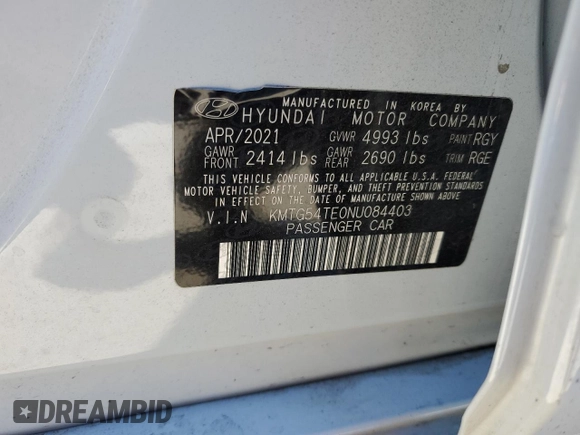 MANUFACTURED IN KOREA BY
HYUNDAI MOTOR COMPANY
APR/2021 GVWR 4993 lbs PAINT RGY
GAWR FRONT 2414 lbs GAWR REAR 2690 lbs TRIM RGE
THIS VEHICLE CONFORMS TO ALL APPLICABLE U.S.A. FEDERAL
MOTOR VEHICLE SAFETY, BUMPER, AND THEFT PREVENTION
STANDARDS IN EFFECT ON THE DATE OF MANUFACTURE SHOWN ABOVE
V.I.N KMTG54TE0NU084403
PASSENGER CAR
DREAMBID